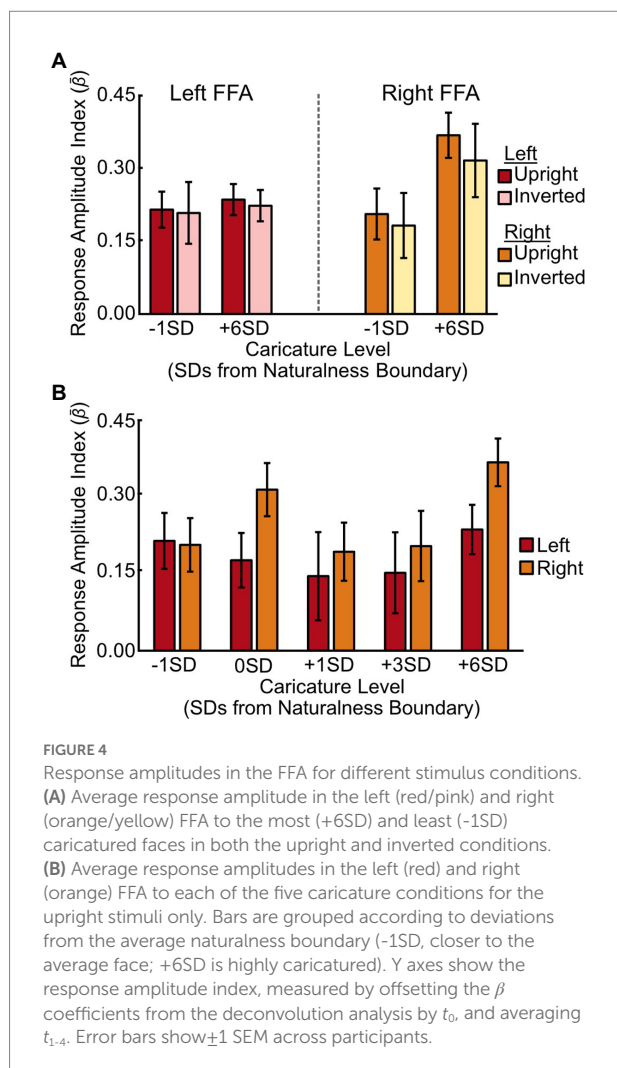 A
Left FFA
Right FFA
Response Amplitude Index (β̄)
0.45
0.30
0.15
0.00
-1SD
+6SD
-1SD
+6SD
Caricature Level
(SDs from Naturalness Boundary)
Left
Upright
Inverted
Right
Upright
Inverted
B
Response Amplitude Index (β̄)
0.45
0.30
0.15
0.00
-1SD
0SD
+1SD
+3SD
+6SD
Caricature Level
(SDs from Naturalness Boundary)
Left
Right
FIGURE 4
Response amplitudes in the FFA for different stimulus conditions.
(A) Average response amplitude in the left (red/pink) and right
(orange/yellow) FFA to the most (+6SD) and least (-1SD)
caricatured faces in both the upright and inverted conditions.
(B) Average response amplitudes in the left (red) and right
(orange) FFA to each of the five caricature conditions for the
upright stimuli only. Bars are grouped according to deviations
from the average naturalness boundary (-1SD, closer to the
average face; +6SD is highly caricatured). Y axes show the
response amplitude index, measured by offsetting the β
coefficients from the deconvolution analysis by t₀, and averaging
t₁₋₄. Error bars show±1 SEM across participants.